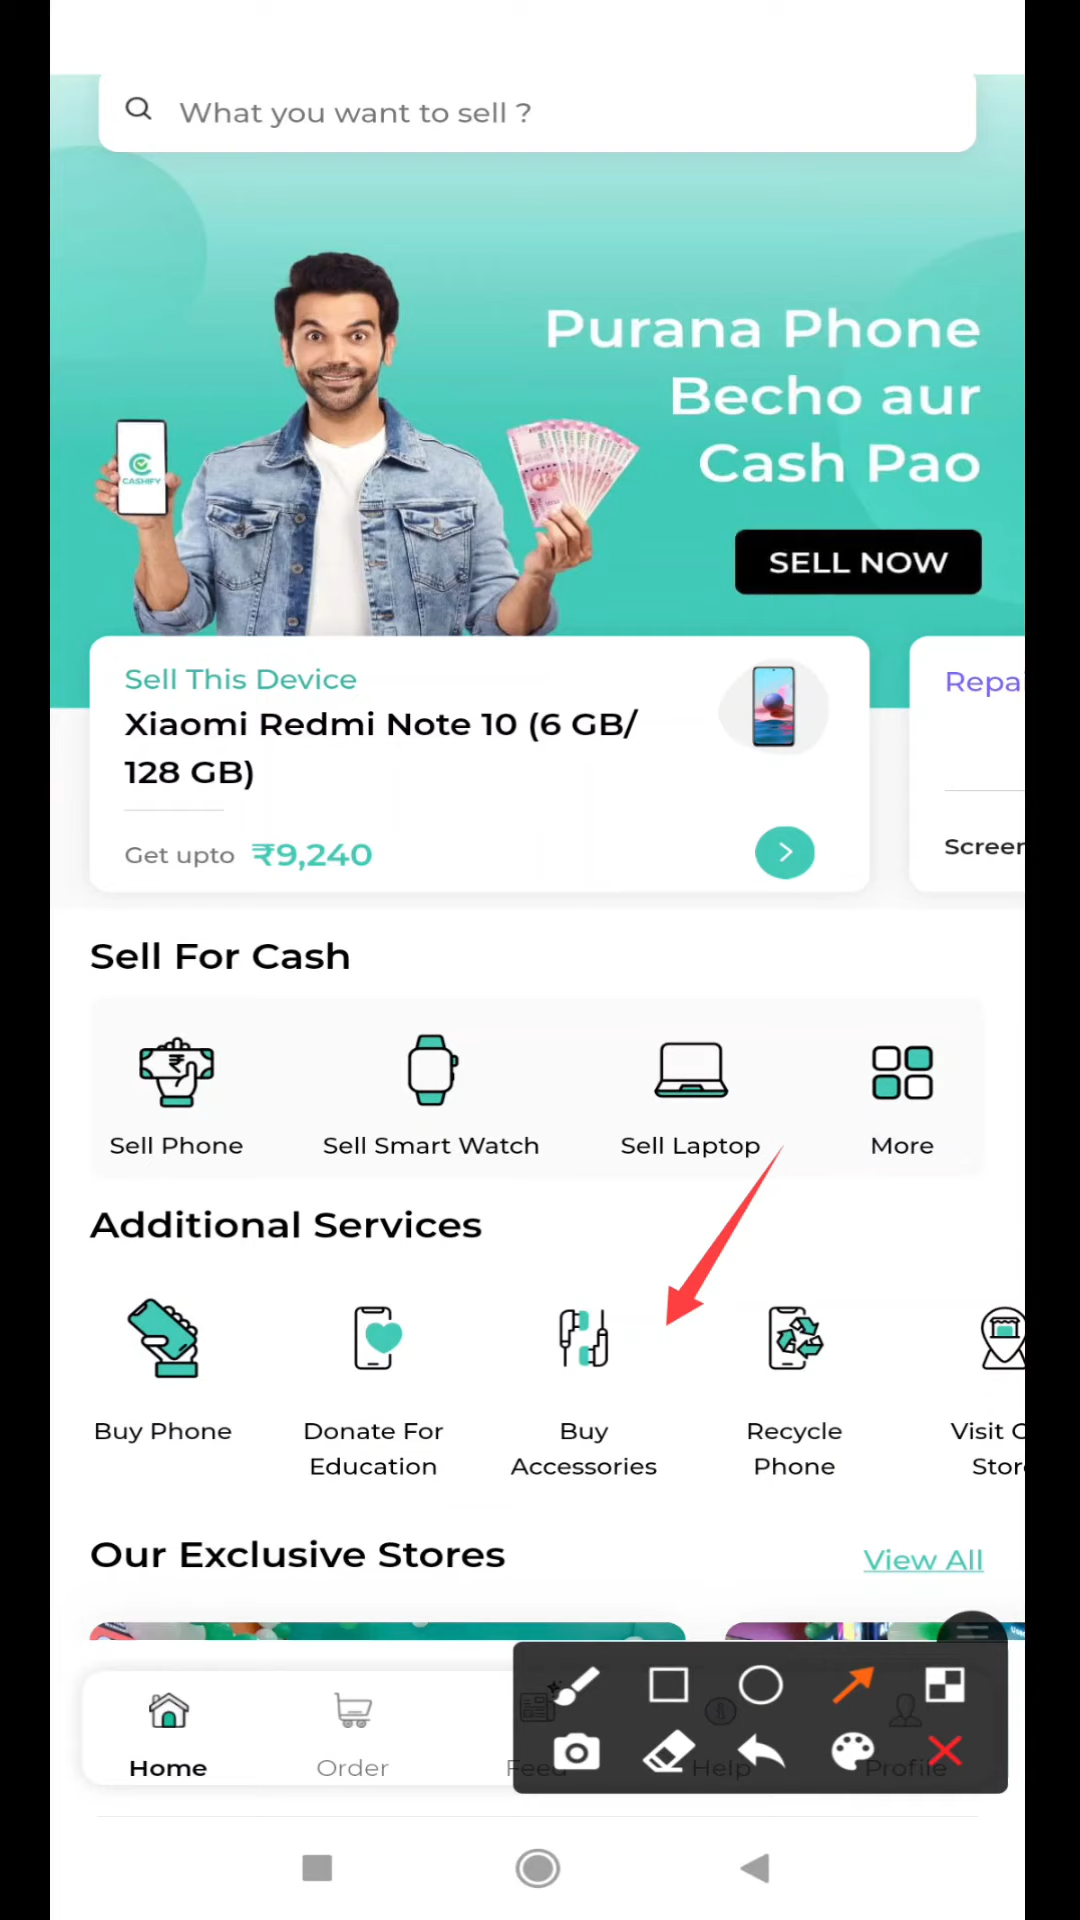 What you want to sell ?
Purana Phone
Becho aur
Cash Pao
CASHIFY
SELL NOW
Sell This Device
Xiaomi Redmi Note 10 (6 GB/
128 GB)
Get upto ₹9,240
Repai
Screen
Sell For Cash
Sell Phone
Sell Smart Watch
Sell Laptop
More
Additional Services
Buy Phone
Donate For
Education
Buy
Accessories
Recycle
Phone
Visit O
Store
Our Exclusive Stores
View All
Home
Order
Feed
Help
Profile